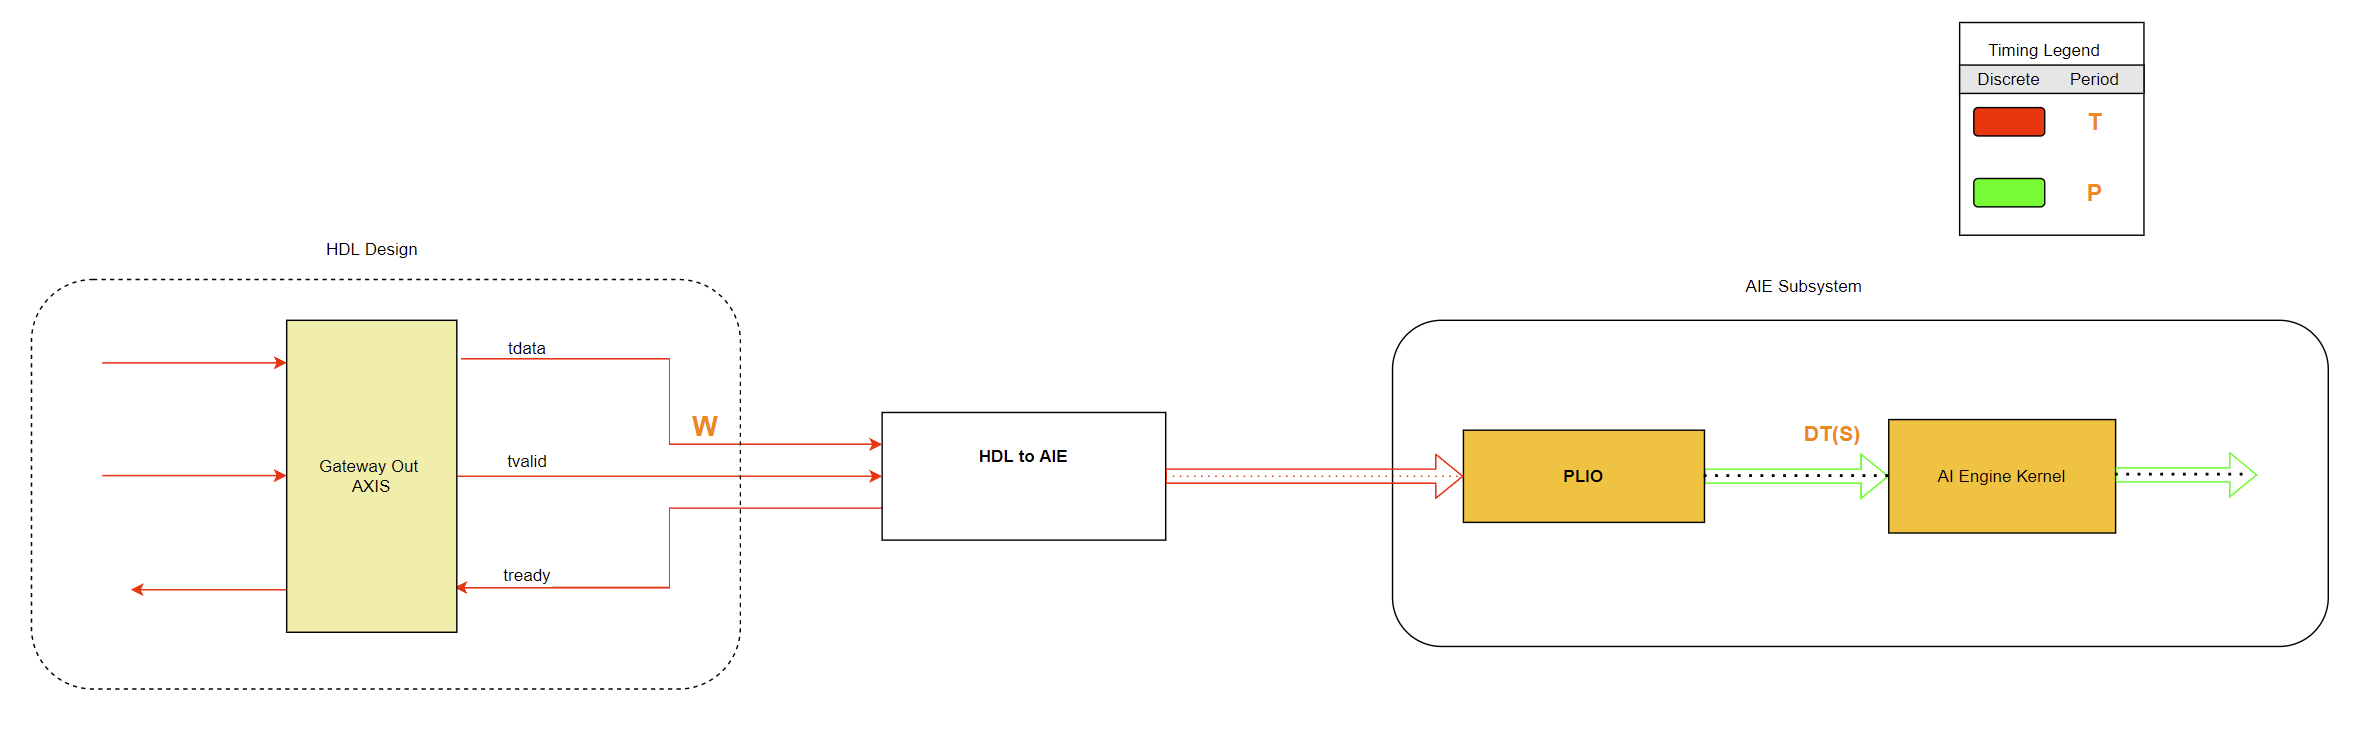 Timing Legend
Discrete Period
T
P
HDL Design
AIE Subsystem
tdata
W
tvalid
tready
Gateway Out
AXIS
HDL to AIE
PLIO
DT(S)
AI Engine Kernel